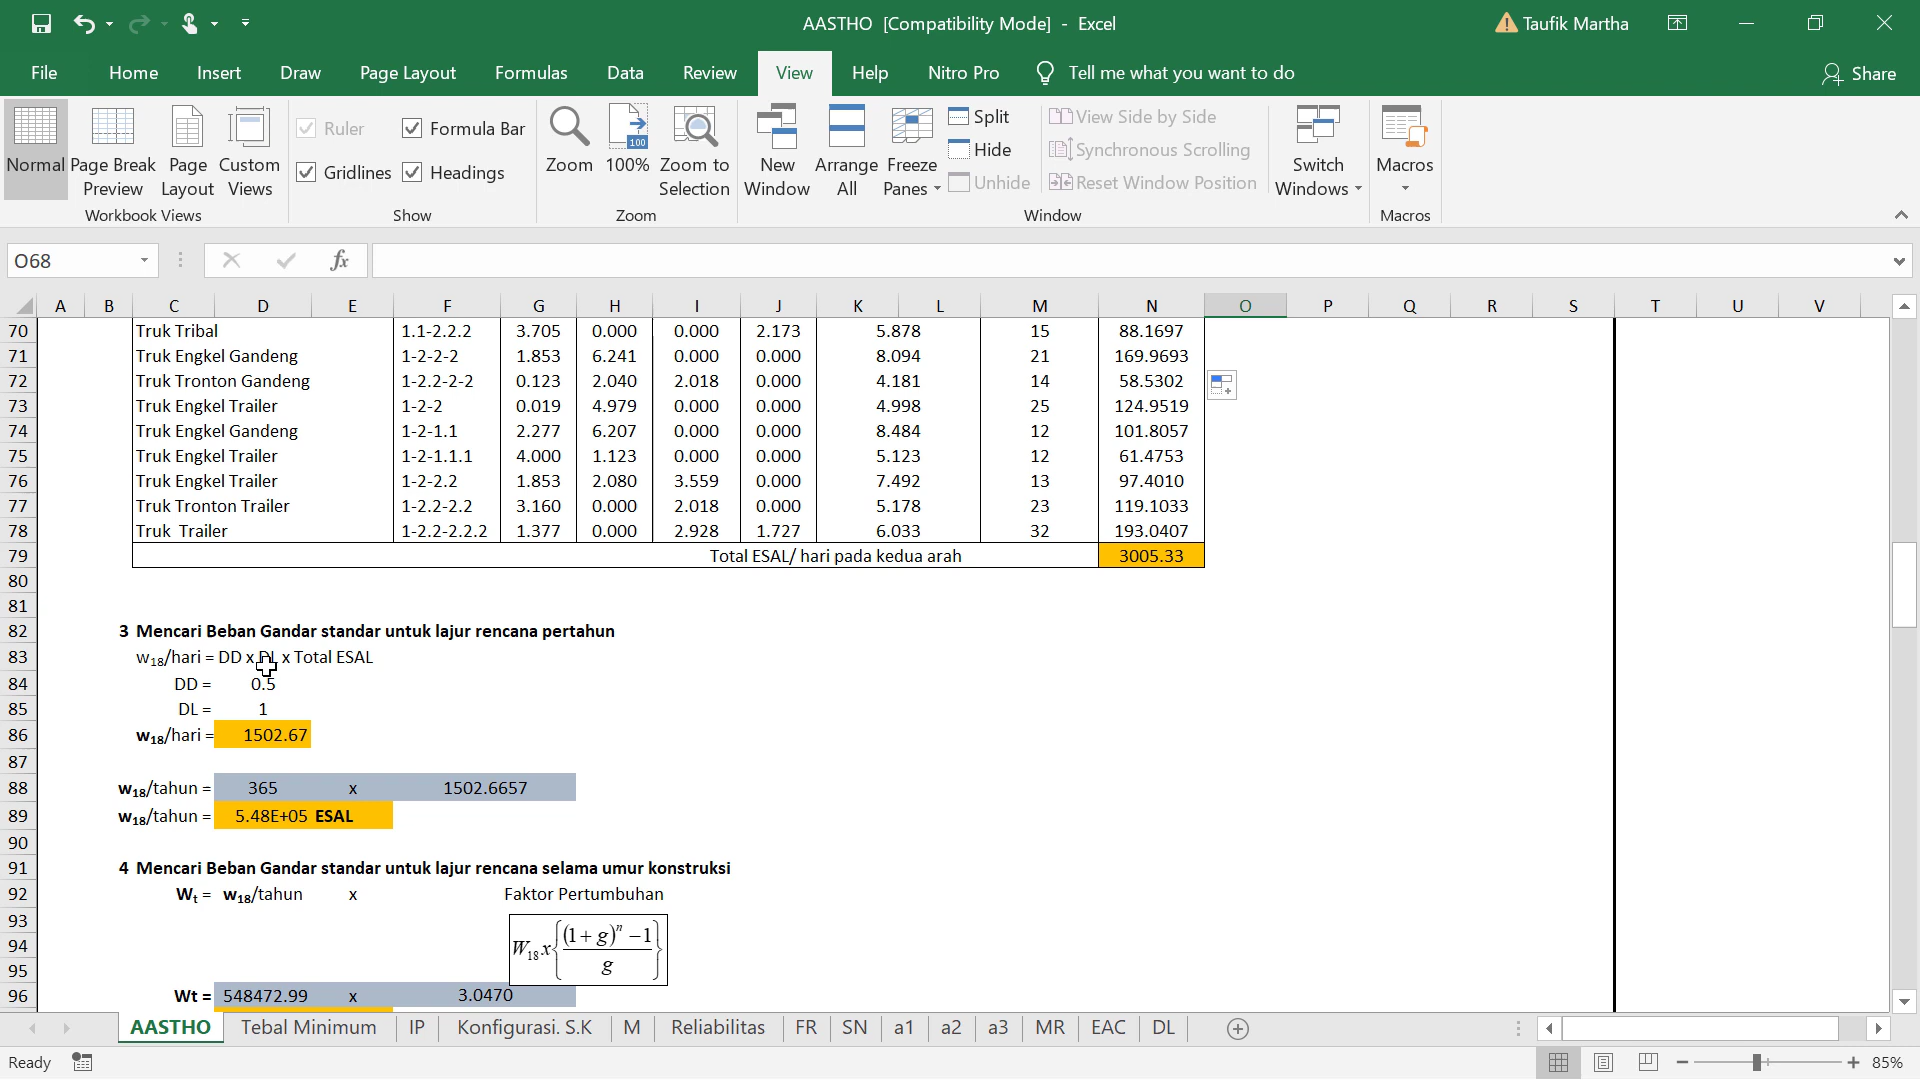 AASTHO [Compatibility Mode] - Excel
Taufik Martha
File Home Insert Draw Page Layout Formulas Data Review View Help Nitro Pro Tell me what you want to do Share
Normal Page Break Preview Page Layout Custom Views
Workbook Views
Ruler Formula Bar
Gridlines Headings
Show
Zoom 100% Zoom to Selection
100
Zoom
New Window Arrange All Freeze Panes
Split
Hide
Unhide
View Side by Side
Synchronous Scrolling
Reset Window Position
Switch Windows
Window
Macros
Macros
O68 fx
A B C D E F G H I J K L M N O P Q R S T U V
70 Truk Tribal 1.1-2.2.2 3.705 0.000 0.000 2.173 5.878 15 88.1697
71 Truk Engkel Gandeng 1-2-2-2 1.853 6.241 0.000 0.000 8.094 21 169.9693
72 Truk Tronton Gandeng 1-2.2-2-2 0.123 2.040 2.018 0.000 4.181 14 58.5302
73 Truk Engkel Trailer 1-2-2 0.019 4.979 0.000 0.000 4.998 25 124.9519
74 Truk Engkel Gandeng 1-2-1.1 2.277 6.207 0.000 0.000 8.484 12 101.8057
75 Truk Engkel Trailer 1-2-1.1.1 4.000 1.123 0.000 0.000 5.123 12 61.4753
76 Truk Engkel Trailer 1-2-2.2 1.853 2.080 3.559 0.000 7.492 13 97.4010
77 Truk Tronton Trailer 1-2.2-2.2 3.160 0.000 2.018 0.000 5.178 23 119.1033
78 Truk Trailer 1-2.2-2.2.2 1.377 0.000 2.928 1.727 6.033 32 193.0407
79 Total ESAL/ hari pada kedua arah 3005.33
80
81
82 3 Mencari Beban Gandar standar untuk lajur rencana pertahun
83 w18/hari = DD x DL x Total ESAL
84 DD = 0.5
85 DL = 1
86 w18/hari = 1502.67
87
88 w18/tahun = 365 x 1502.6657
89 w18/tahun = 5.48E+05 ESAL
90
91 4 Mencari Beban Gandar standar untuk lajur rencana selama umur konstruksi
92 Wt = w18/tahun x Faktor Pertumbuhan
93
94 W18 x {((1+g)^n −1)/g}
95
96 Wt = 548472.99 x 3.0470
AASTHO Tebal Minimum IP Konfigurasi. S.K M Reliabilitas FR SN a1 a2 a3 MR EAC DL
Ready 85%